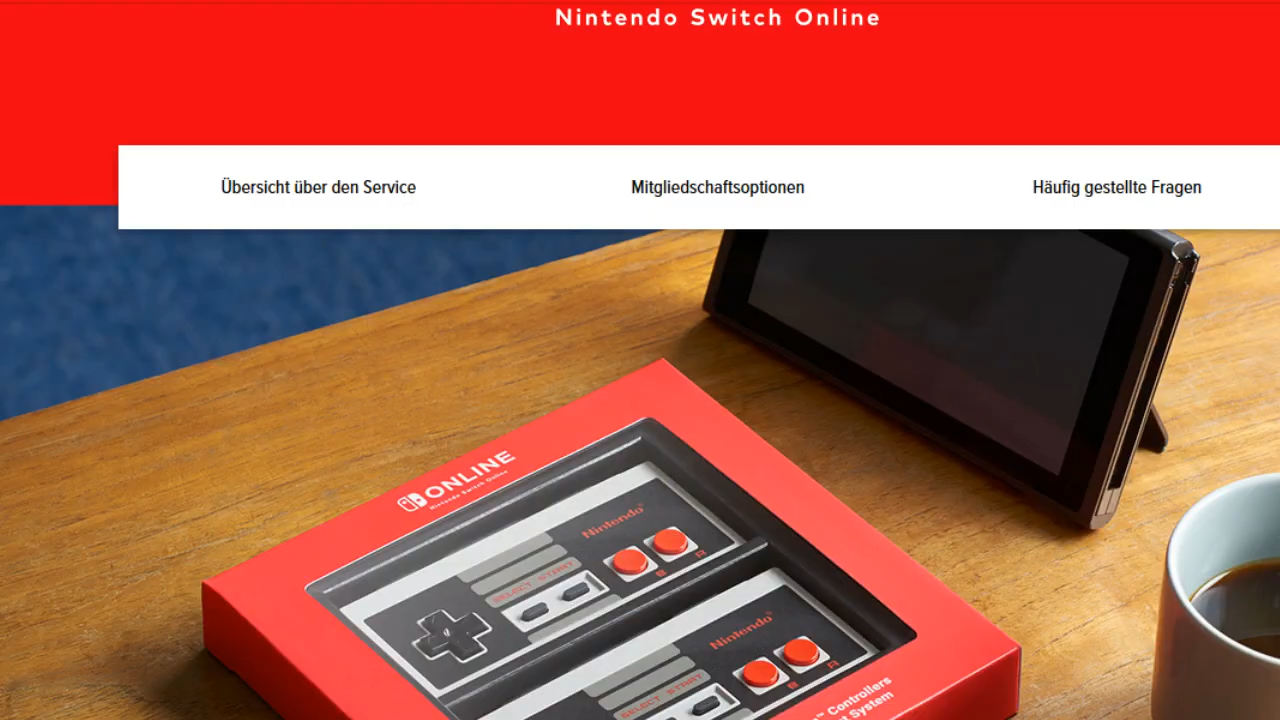 Nintendo Switch Online
Übersicht über den Service
Mitgliedschaftsoptionen
Häufig gestellte Fragen
ONLINE
Nintendo Switch Online
Nintendo®
SELECT START
B A
Nintendo®
SELECT START
B A
™ Controllers
System